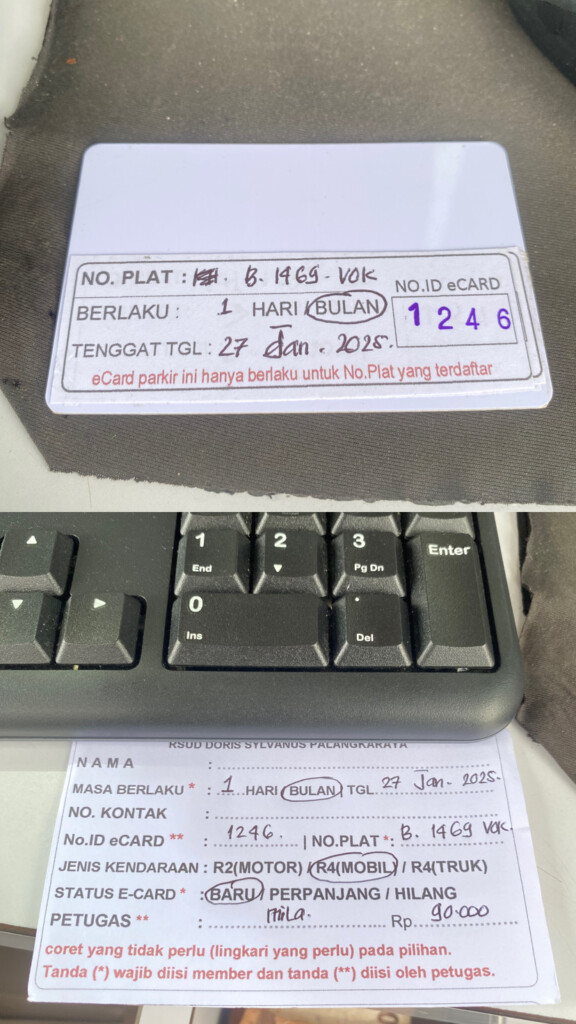 NO. PLAT : B. 1469 - VOK
NO.ID eCARD
BERLAKU : 1 HARI / BULAN
1246
TENGGAT TGL : 27 Jan. 2025.
eCard parkir ini hanya berlaku untuk No.Plat yang terdaftar
1 2 3 Enter
End Pg Dn
0
Ins Del
RSUD DORIS SYLVANUS PALANGKARAYA
NAMA :
MASA BERLAKU * : 1 HARI / BULAN / TGL 27 Jan. 2025.
NO. KONTAK :
No.ID eCARD ** : 1246. | NO.PLAT * : B. 1469 VOK
JENIS KENDARAAN : R2(MOTOR) / R4(MOBIL) / R4(TRUK)
STATUS E-CARD * : BARU / PERPANJANG / HILANG
PETUGAS ** : mila. Rp. 90.000
coret yang tidak perlu (lingkari yang perlu) pada pilihan.
Tanda (*) wajib diisi member dan tanda (**) diisi oleh petugas.